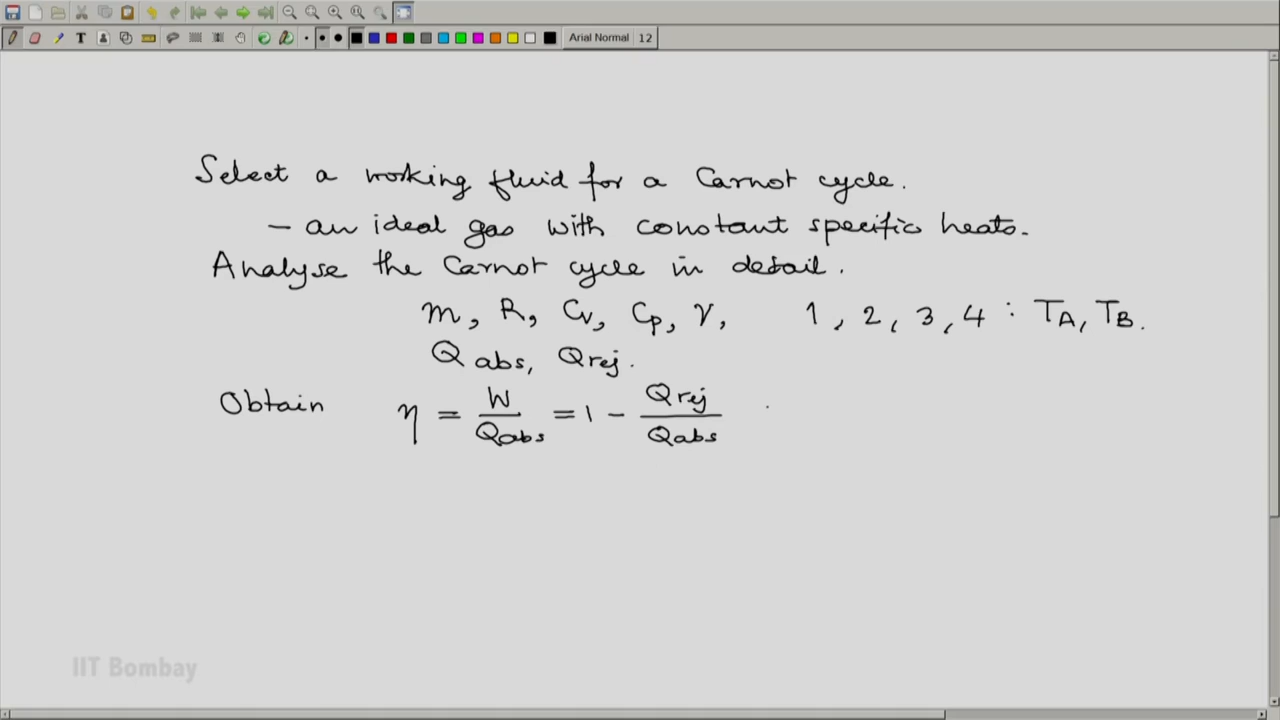 Arial Normal 12
Select a working fluid for a Carnot cycle.
- an ideal gas with constant specific heats.
Analyse the Carnot cycle in detail.
m, R, Cv, Cp, γ, 1, 2, 3, 4 : TA, TB.
Qabs, Qrej.
Obtain η = W/Qabs = 1 - Qrej/Qabs
IIT Bombay